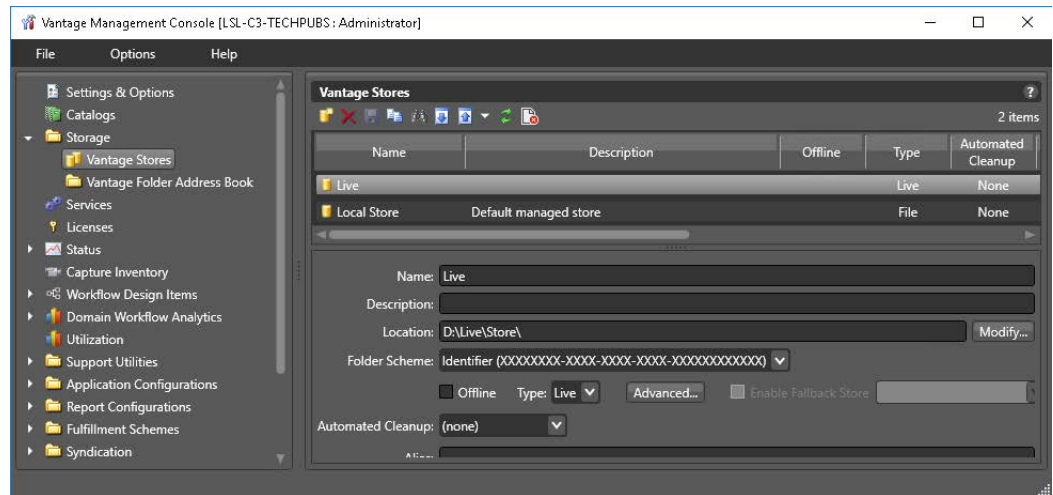 Vantage Management Console [LSL-C3-TECHPUBS : Administrator]
File Options Help
Settings & Options
Catalogs
Storage
Vantage Stores
Vantage Folder Address Book
Services
Licenses
Status
Capture Inventory
Workflow Design Items
Domain Workflow Analytics
Utilization
Support Utilities
Application Configurations
Report Configurations
Fulfillment Schemes
Syndication
Vantage Stores ?
2 items
Name Description Offline Type Automated Cleanup
Live Live None
Local Store Default managed store File None
Name: Live
Description:
Location: D:\Live\Store\ Modify...
Folder Scheme: Identifier (XXXXXXXX-XXXX-XXXX-XXXX-XXXXXXXXXXXX)
Offline Type: Live Advanced... Enable Fallback Store
Automated Cleanup: (none)
Alias: